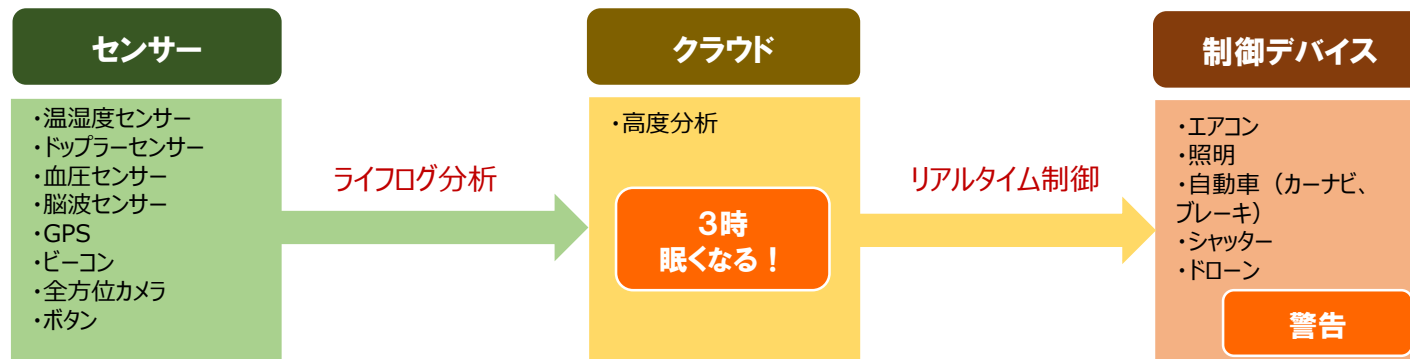 センサー
・温湿度センサー
・ドップラーセンサー
・血圧センサー
・脳波センサー
・GPS
・ビーコン
・全方位カメラ
・ボタン
ライフログ分析
クラウド
・高度分析
３時
眠くなる！
リアルタイム制御
制御デバイス
・エアコン
・照明
・自動車（カーナビ、
ブレーキ）
・シャッター
・ドローン
警告